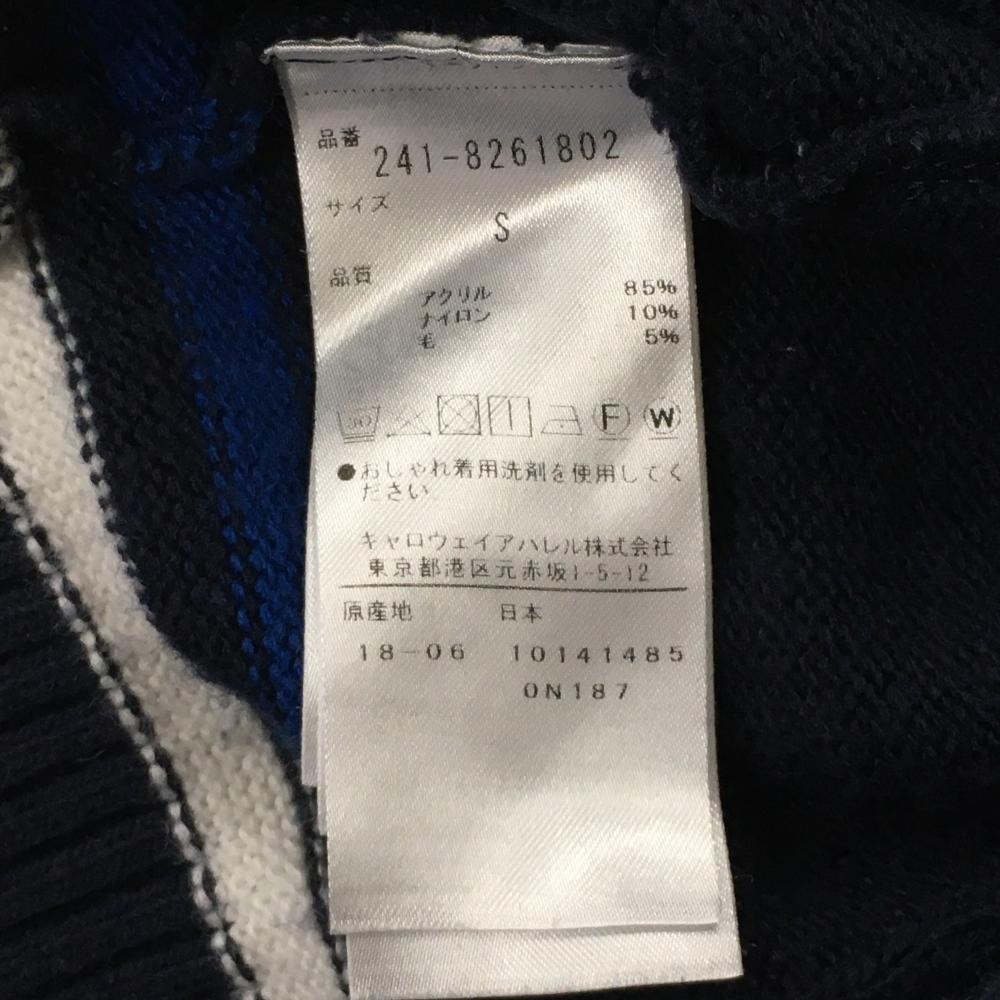 品番 241-8261802
サイズ
S
品質
アクリル 85%
ナイロン 10%
毛 5%
30 F W
●おしゃれ着用洗剤を使用してく
ださい
キャロウェイアパレル株式会社
東京都港区元赤坂1-5-12
原産地 日本
18-06 10141485
0N187